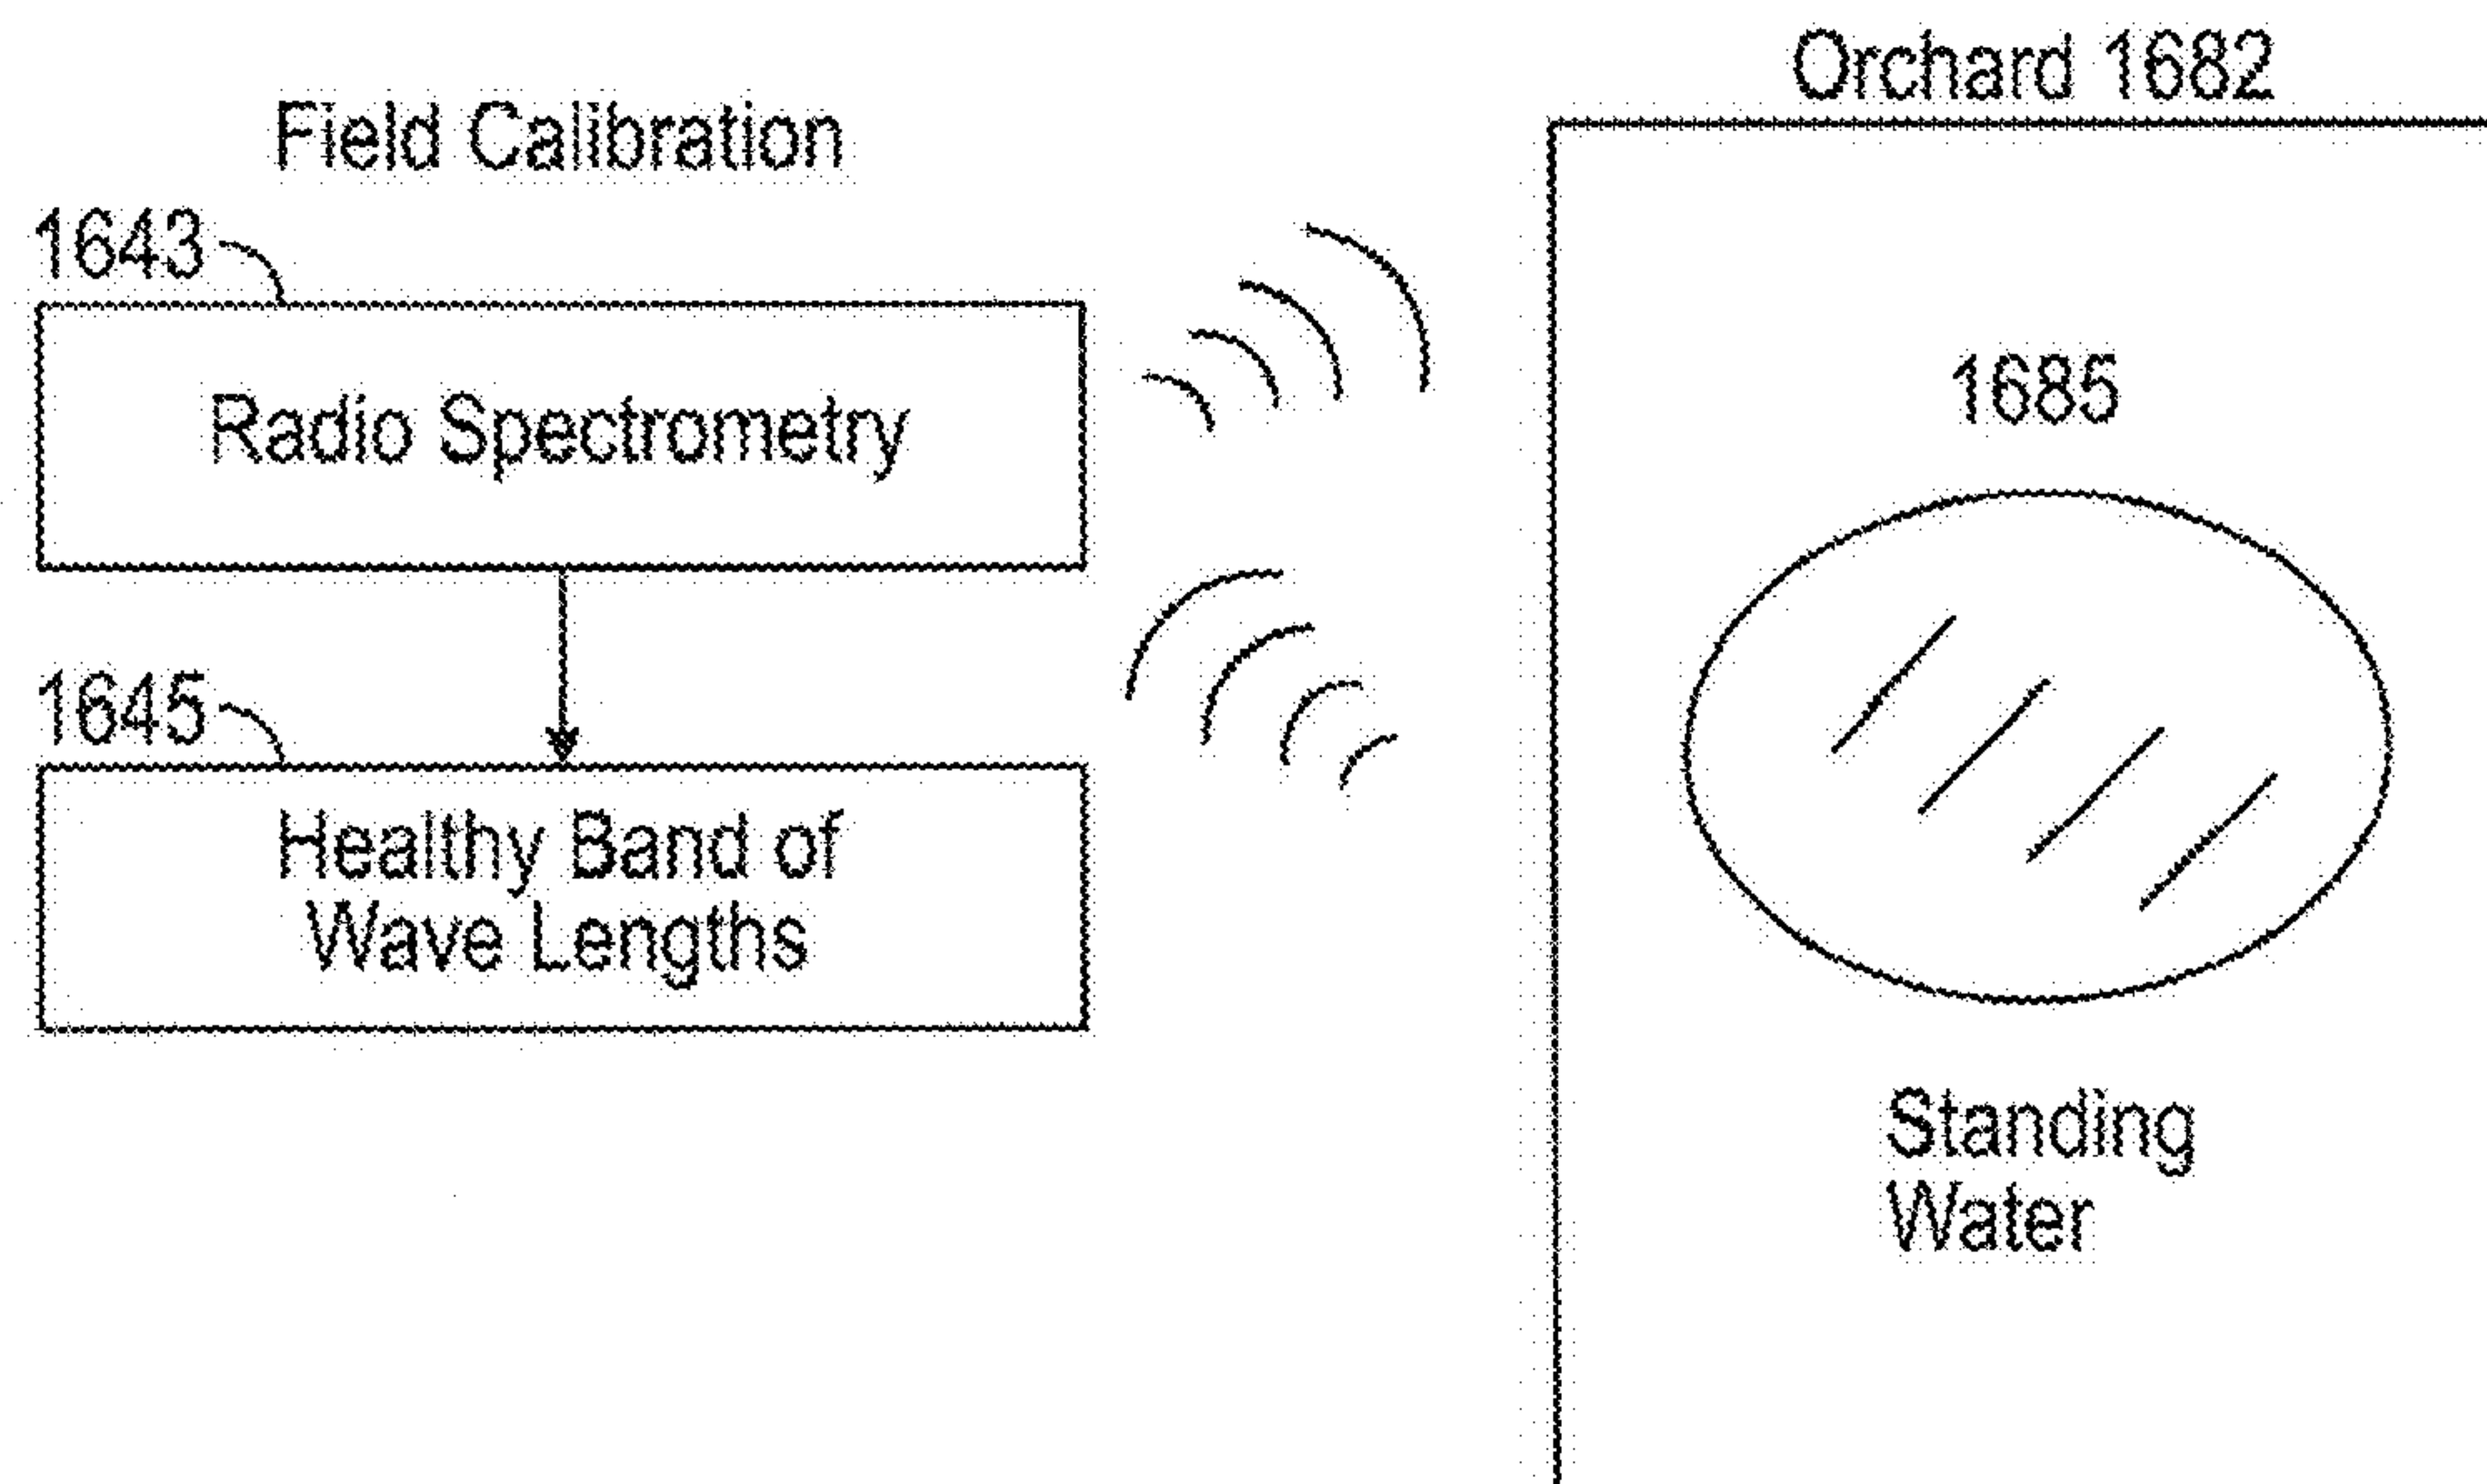 Field Calibration
1643
Radio Spectrometry
1645
Healthy Band of
Wave Lengths
Orchard 1682
1685
Standing
Water